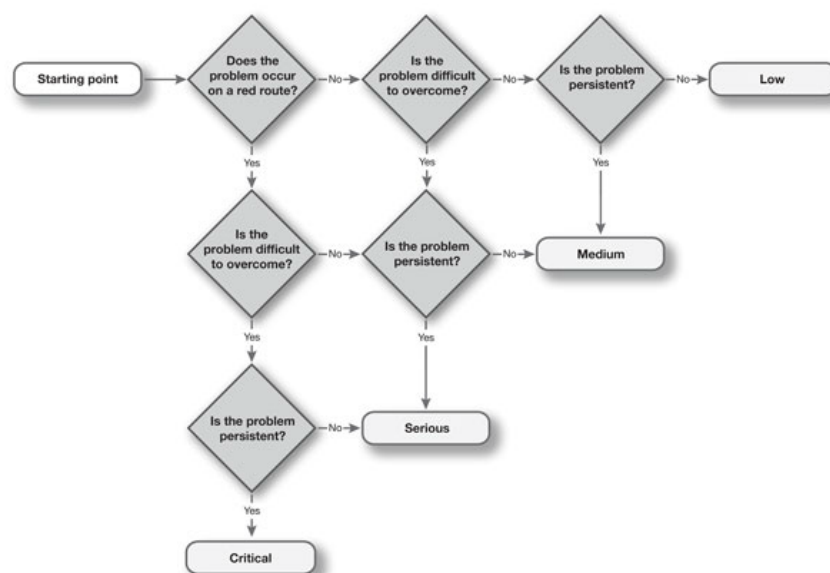 Starting point
Does the
problem occur
on a red route?
No
Is the
problem difficult
to overcome?
No
Is the problem
persistent?
No
Low
Yes
Yes
Yes
Is the
problem difficult
to overcome?
No
Is the problem
persistent?
No
Medium
Yes
Yes
Is the problem
persistent?
No
Serious
Yes
Critical